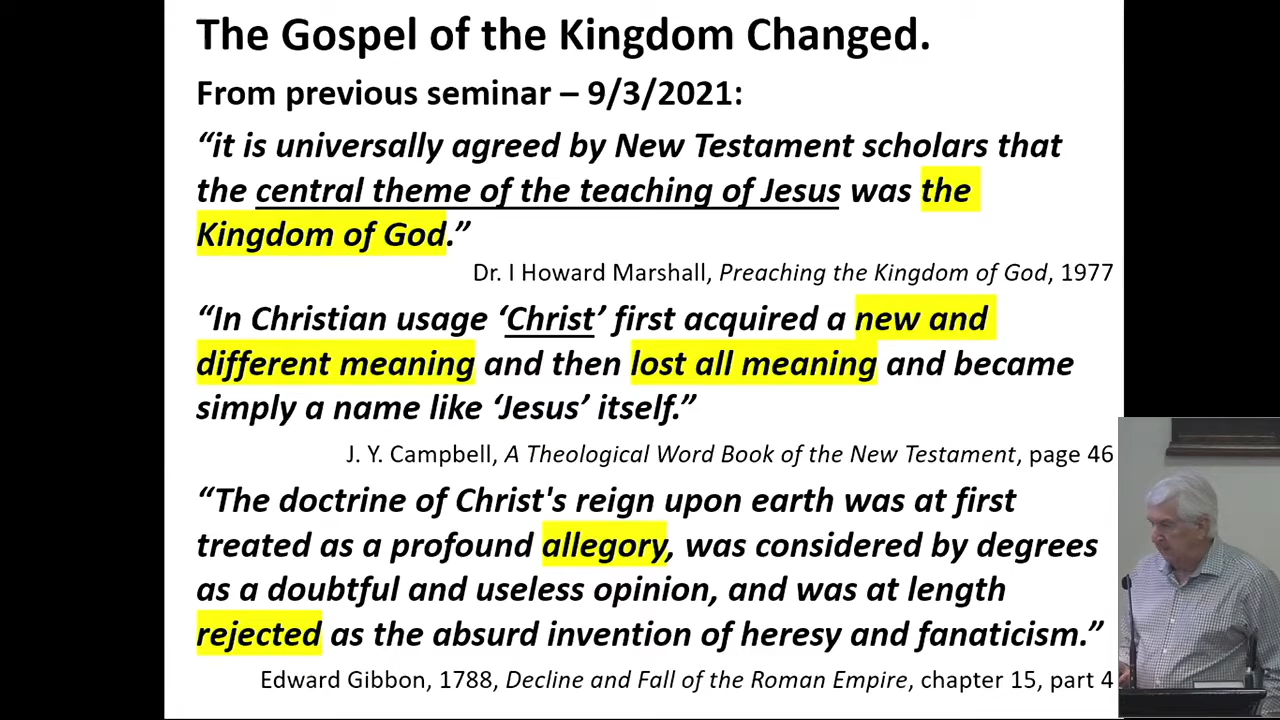 The Gospel of the Kingdom Changed.
From previous seminar – 9/3/2021:
“it is universally agreed by New Testament scholars that
the central theme of the teaching of Jesus was the
Kingdom of God.”
Dr. I Howard Marshall, Preaching the Kingdom of God, 1977
“In Christian usage ‘Christ’ first acquired a new and
different meaning and then lost all meaning and became
simply a name like ‘Jesus’ itself.”
J. Y. Campbell, A Theological Word Book of the New Testament, page 46
“The doctrine of Christ's reign upon earth was at first
treated as a profound allegory, was considered by degrees
as a doubtful and useless opinion, and was at length
rejected as the absurd invention of heresy and fanaticism.”
Edward Gibbon, 1788, Decline and Fall of the Roman Empire, chapter 15, part 4